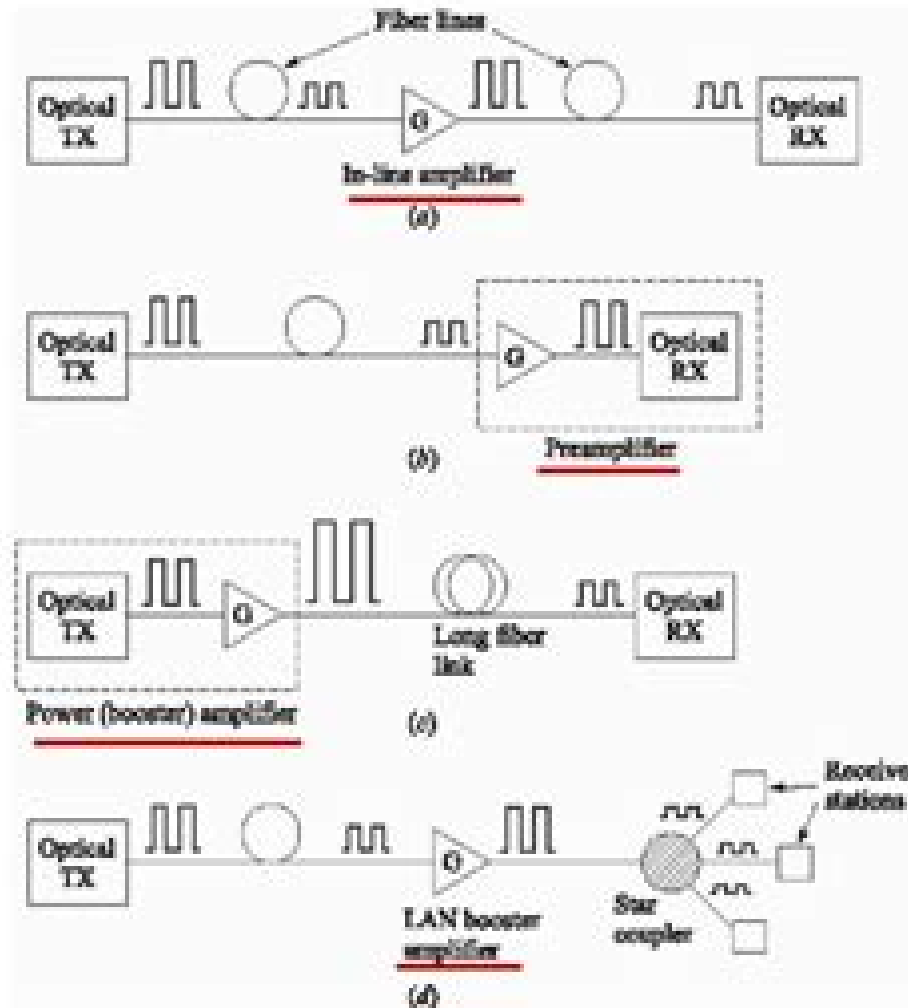 Fiber lines
Optical
TX
G
Optical
RX
In-line amplifier
(a)
Optical
TX
G
Optical
RX
Preamplifier
(b)
Optical
TX
G
Long fiber
link
Optical
RX
Power (booster) amplifier
(c)
Receive
stations
Optical
TX
G
LAN booster
amplifier
Star
coupler
(d)